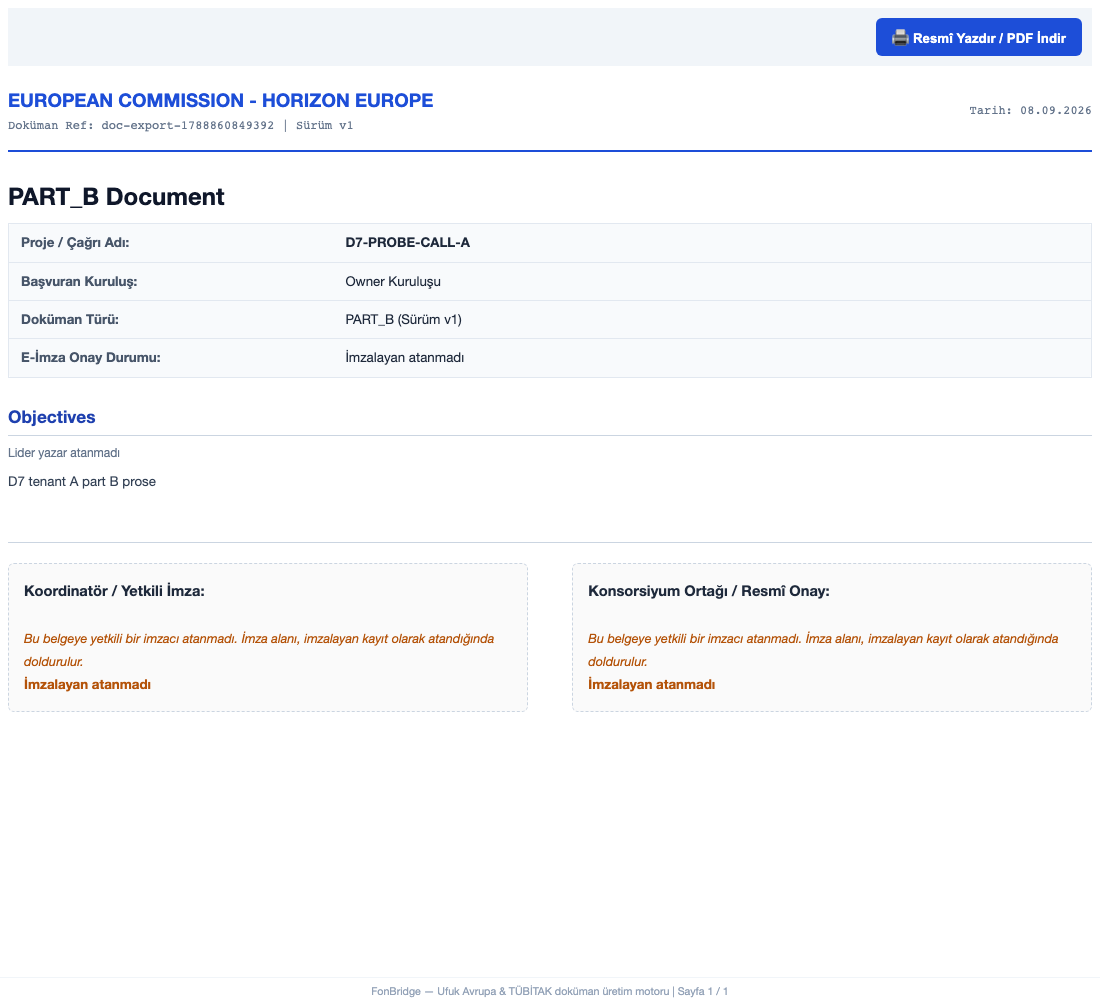 🖨️ Resmî Yazdır / PDF İndir
EUROPEAN COMMISSION - HORIZON EUROPE
Doküman Ref: doc-export-1788860849392 | Sürüm v1
Tarih: 08.09.2026
PART_B Document
Proje / Çağrı Adı: D7-PROBE-CALL-A
Başvuran Kuruluş: Owner Kuruluşu
Doküman Türü: PART_B (Sürüm v1)
E-İmza Onay Durumu: İmzalayan atanmadı
Objectives
Lider yazar atanmadı
D7 tenant A part B prose
Koordinatör / Yetkili İmza:
Bu belgeye yetkili bir imzacı atanmadı. İmza alanı, imzalayan kayıt olarak atandığında
doldurulur.
İmzalayan atanmadı
Konsorsiyum Ortağı / Resmî Onay:
Bu belgeye yetkili bir imzacı atanmadı. İmza alanı, imzalayan kayıt olarak atandığında
doldurulur.
İmzalayan atanmadı
FonBridge — Ufuk Avrupa & TÜBİTAK doküman üretim motoru | Sayfa 1 / 1